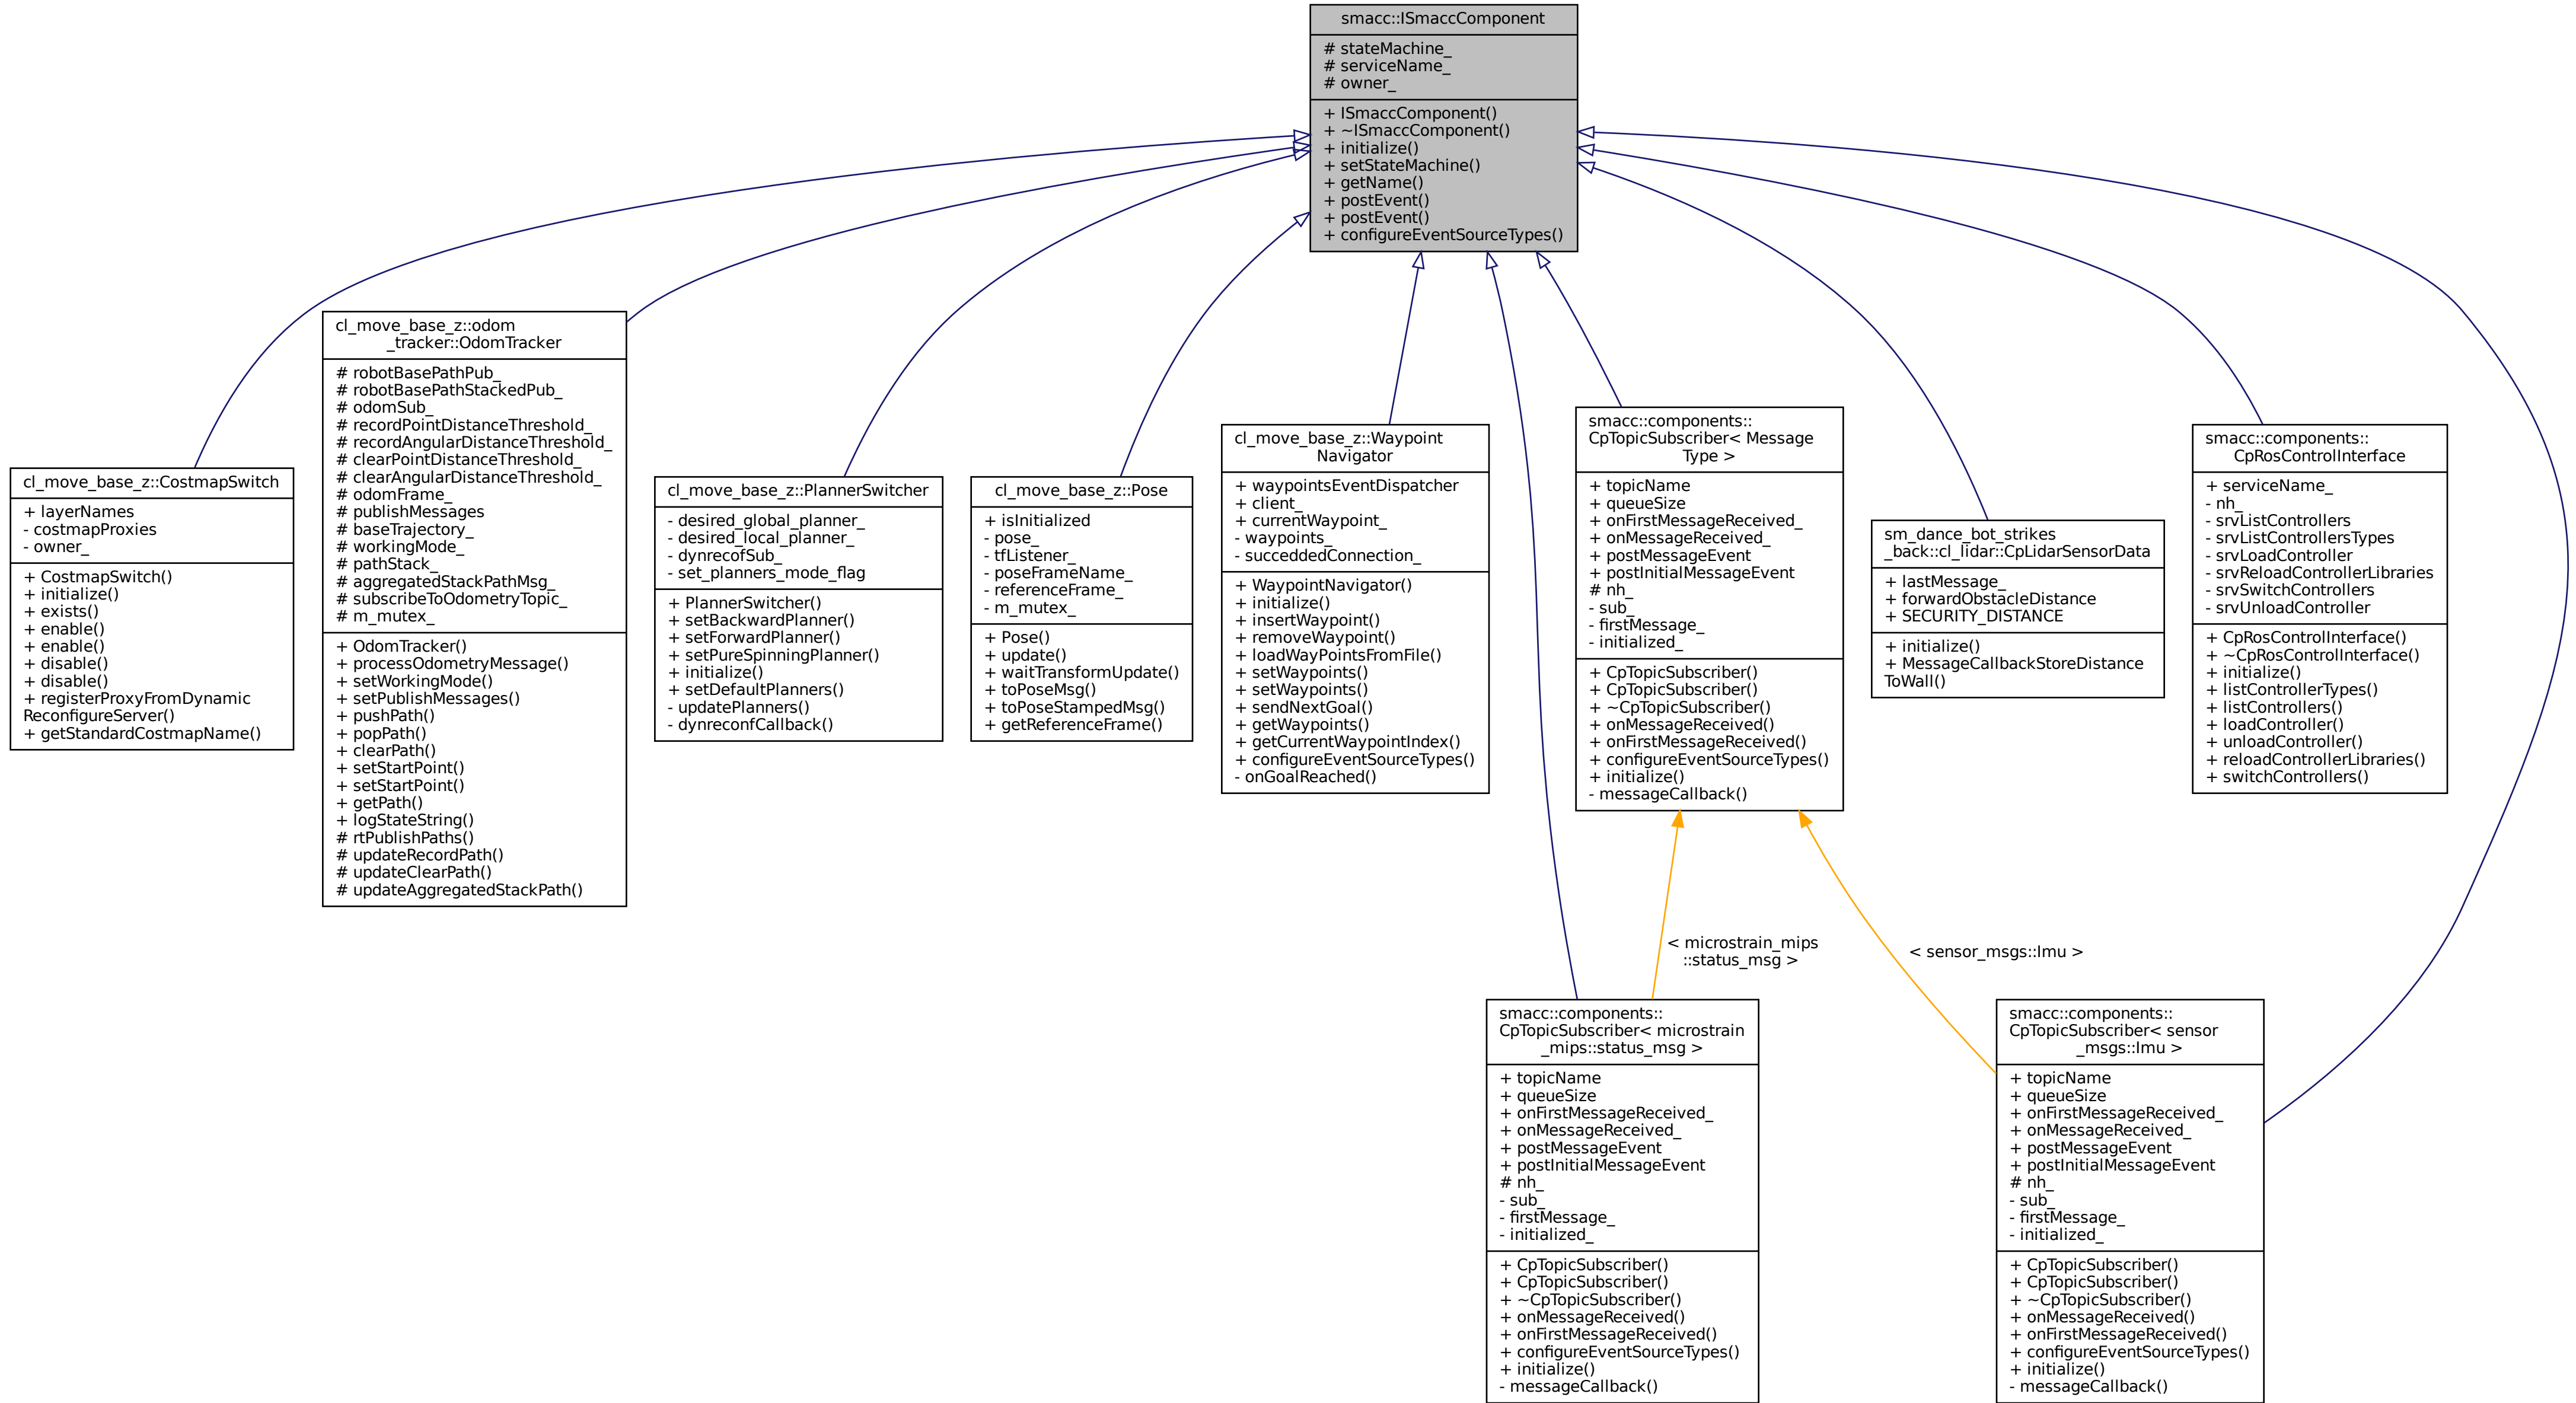 smacc::ISmaccComponent
# stateMachine_
# serviceName_
# owner_
+ ISmaccComponent()
+ ~ISmaccComponent()
+ initialize()
+ setStateMachine()
+ getName()
+ postEvent()
+ postEvent()
+ configureEventSourceTypes()
cl_move_base_z::CostmapSwitch
+ layerNames
- costmapProxies
- owner_
+ CostmapSwitch()
+ initialize()
+ exists()
+ enable()
+ enable()
+ disable()
+ disable()
+ registerProxyFromDynamic
ReconfigureServer()
+ getStandardCostmapName()
cl_move_base_z::odom
_tracker::OdomTracker
# robotBasePathPub_
# robotBasePathStackedPub_
# odomSub_
# recordPointDistanceThreshold_
# recordAngularDistanceThreshold_
# clearPointDistanceThreshold_
# clearAngularDistanceThreshold_
# odomFrame_
# publishMessages
# baseTrajectory_
# workingMode_
# pathStack_
# aggregatedStackPathMsg_
# subscribeToOdometryTopic_
# m_mutex_
+ OdomTracker()
+ processOdometryMessage()
+ setWorkingMode()
+ setPublishMessages()
+ pushPath()
+ popPath()
+ clearPath()
+ setStartPoint()
+ setStartPoint()
+ getPath()
+ logStateString()
# rtPublishPaths()
# updateRecordPath()
# updateClearPath()
# updateAggregatedStackPath()
cl_move_base_z::PlannerSwitcher
- desired_global_planner_
- desired_local_planner_
- dynrecofSub_
- set_planners_mode_flag
+ PlannerSwitcher()
+ setBackwardPlanner()
+ setForwardPlanner()
+ setPureSpinningPlanner()
+ initialize()
+ setDefaultPlanners()
- updatePlanners()
- dynreconfCallback()
cl_move_base_z::Pose
+ isInitialized
- pose_
- tfListener_
- poseFrameName_
- referenceFrame_
- m_mutex_
+ Pose()
+ update()
+ waitTransformUpdate()
+ toPoseMsg()
+ toPoseStampedMsg()
+ getReferenceFrame()
cl_move_base_z::Waypoint
Navigator
+ waypointsEventDispatcher
+ client_
+ currentWaypoint_
- waypoints_
- succeddedConnection_
+ WaypointNavigator()
+ initialize()
+ insertWaypoint()
+ removeWaypoint()
+ loadWayPointsFromFile()
+ setWaypoints()
+ setWaypoints()
+ sendNextGoal()
+ getWaypoints()
+ getCurrentWaypointIndex()
+ configureEventSourceTypes()
- onGoalReached()
smacc::components::
CpTopicSubscriber< Message
Type >
+ topicName
+ queueSize
+ onFirstMessageReceived_
+ onMessageReceived_
+ postMessageEvent
+ postInitialMessageEvent
# nh_
- sub_
- firstMessage_
- initialized_
+ CpTopicSubscriber()
+ CpTopicSubscriber()
+ ~CpTopicSubscriber()
+ onMessageReceived()
+ onFirstMessageReceived()
+ configureEventSourceTypes()
+ initialize()
- messageCallback()
sm_dance_bot_strikes
_back::cl_lidar::CpLidarSensorData
+ lastMessage_
+ forwardObstacleDistance
+ SECURITY_DISTANCE
+ initialize()
+ MessageCallbackStoreDistance
ToWall()
smacc::components::
CpRosControlInterface
+ serviceName_
- nh_
- srvListControllers
- srvListControllersTypes
- srvLoadController
- srvReloadControllerLibraries
- srvSwitchControllers
- srvUnloadController
+ CpRosControlInterface()
+ ~CpRosControlInterface()
+ initialize()
+ listControllerTypes()
+ listControllers()
+ loadController()
+ unloadController()
+ reloadControllerLibraries()
+ switchControllers()
< microstrain_mips
::status_msg >
< sensor_msgs::Imu >
smacc::components::
CpTopicSubscriber< microstrain
_mips::status_msg >
+ topicName
+ queueSize
+ onFirstMessageReceived_
+ onMessageReceived_
+ postMessageEvent
+ postInitialMessageEvent
# nh_
- sub_
- firstMessage_
- initialized_
+ CpTopicSubscriber()
+ CpTopicSubscriber()
+ ~CpTopicSubscriber()
+ onMessageReceived()
+ onFirstMessageReceived()
+ configureEventSourceTypes()
+ initialize()
- messageCallback()
smacc::components::
CpTopicSubscriber< sensor
_msgs::Imu >
+ topicName
+ queueSize
+ onFirstMessageReceived_
+ onMessageReceived_
+ postMessageEvent
+ postInitialMessageEvent
# nh_
- sub_
- firstMessage_
- initialized_
+ CpTopicSubscriber()
+ CpTopicSubscriber()
+ ~CpTopicSubscriber()
+ onMessageReceived()
+ onFirstMessageReceived()
+ configureEventSourceTypes()
+ initialize()
- messageCallback()